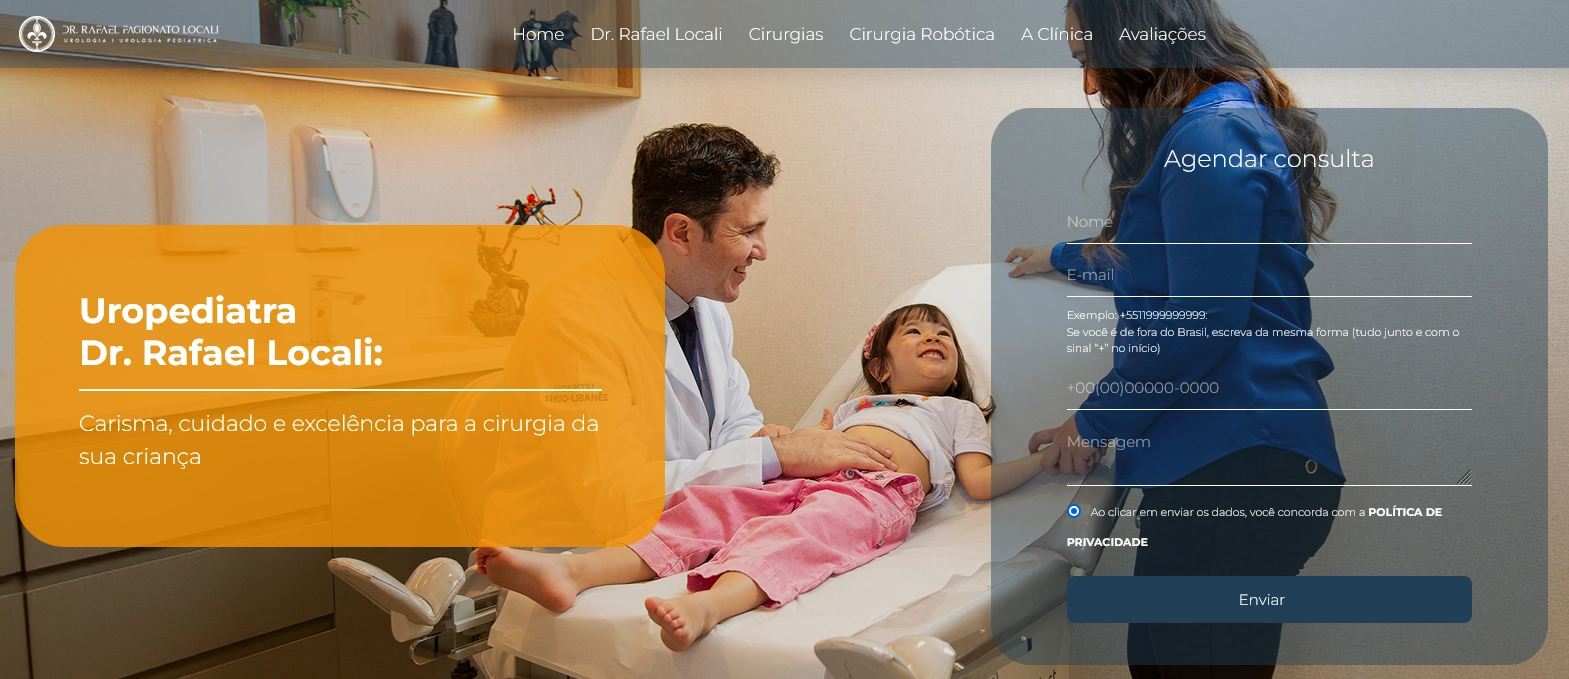 DR. RAFAEL FAGIONATO LOCALI
UROLOGIA | UROLOGIA PEDIÁTRICA
Home
Dr. Rafael Locali
Cirurgias
Cirurgia Robótica
A Clínica
Avaliações
Uropediatra
Dr. Rafael Locali:
HOSPITAL
SÍRIO-LIBANÊS
Carisma, cuidado e excelência para a cirurgia da
sua criança
Agendar consulta
Nome
E-mail
Exemplo: +5511999999999:
Se você é de fora do Brasil, escreva da mesma forma (tudo junto e com o
sinal “+” no início)
+00(00)00000-0000
Mensagem
Ao clicar em enviar os dados, você concorda com a POLÍTICA DE
PRIVACIDADE
Enviar